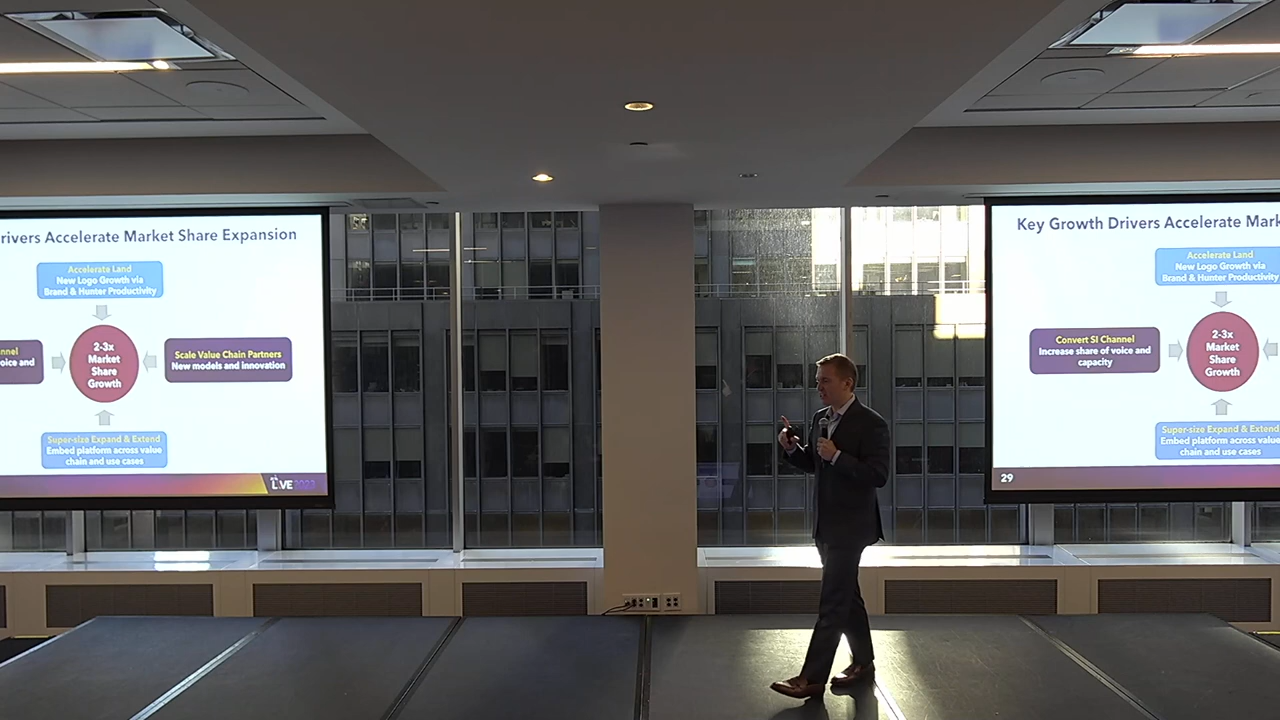 rivers Accelerate Market Share Expansion
Accelerate Land
New Logo Growth via
Brand & Hunter Productivity
nnel
oice and
2-3x
Market
Share
Growth
Scale Value Chain Partners
New models and innovation
Super-size Expand & Extend
Embed platform across value
chain and use cases
LIVE2023
Key Growth Drivers Accelerate Mark
Accelerate Land
New Logo Growth via
Brand & Hunter Productivity
Convert SI Channel
Increase share of voice and
capacity
2-3x
Market
Share
Growth
Super-size Expand & Extend
Embed platform across value
chain and use cases
29